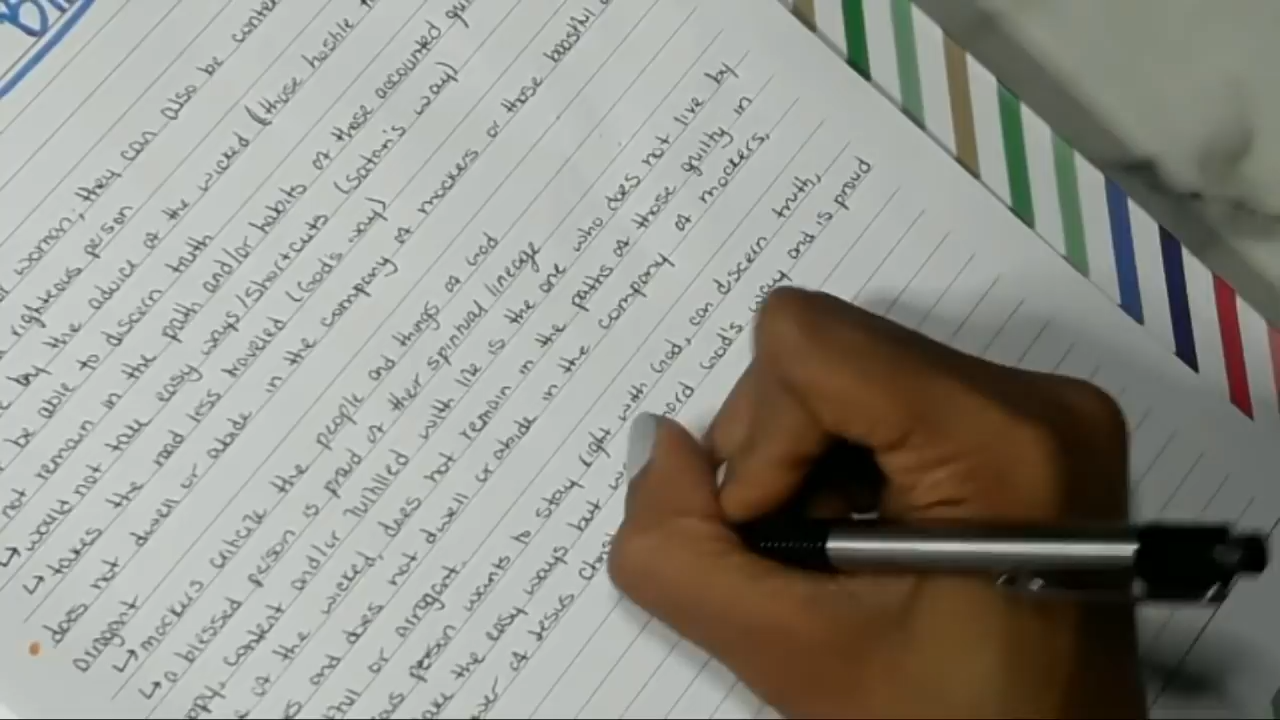 or woman, they can also be
righteous person
by the advice of the wicked (those hostile
be able to discern truth
not remain in the path and/or habits of those accounted
↳ would not take easy ways/shortcuts (Satan's way)
↳ takes the road less traveled (God's way)
does not dwell or abide in the company of mockers or those boastful
arrogant
↳ mockers criticize the people and things of God
↳ a blessed person is proud of their spiritual lineage
content and/or fulfilled with life is the one who does not live by
of the wicked, does not remain in the paths of those guilty in
and does not dwell or abide in the company of mockers,
or arrogant.
person wants to stay right with God, can discern truth,
the easy ways but God's way and is proud
of Jesus Christ